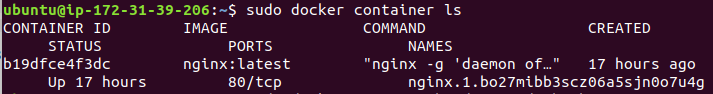 ubuntu@ip-172-31-39-206:~$ sudo docker container ls
CONTAINER ID IMAGE COMMAND CREATED
STATUS PORTS NAMES
b19dfce4f3dc nginx:latest "nginx -g 'daemon of…" 17 hours ago
Up 17 hours 80/tcp nginx.1.bo27mibb3scz06a5sjn0o7u4g